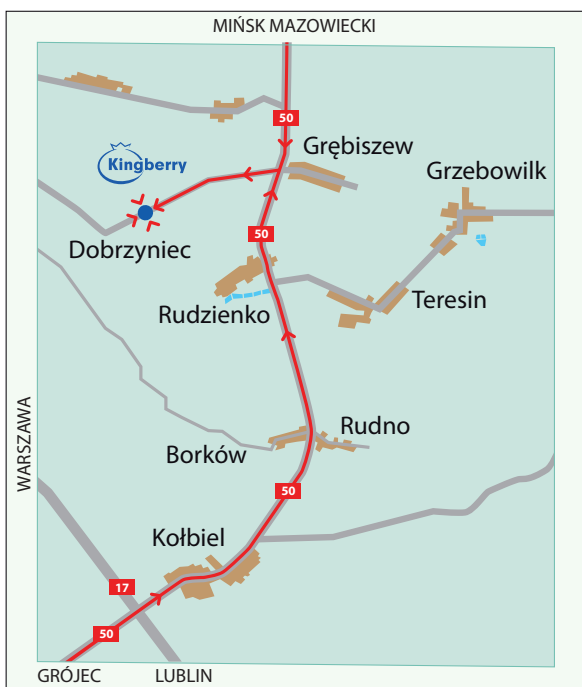 MIŃSK MAZOWIECKI
50
Grębiszew
Kingberry
Grzebowilk
50
Dobrzyniec
Teresin
Rudzienko
Rudno
Borków
WARSZAWA
50
Kołbiel
17
50
GRÓJEC
LUBLIN